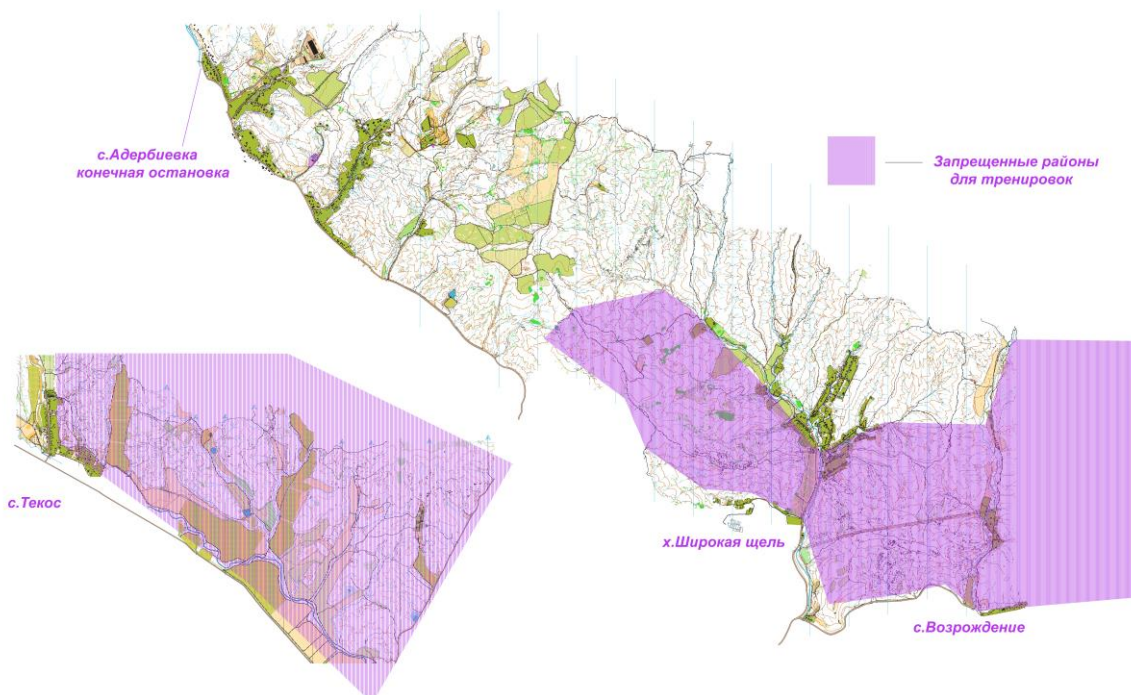 с.Адербиевка
конечная остановка
Запрещенные районы
для тренировок
с.Текос
х.Широкая щель
с.Возрождение